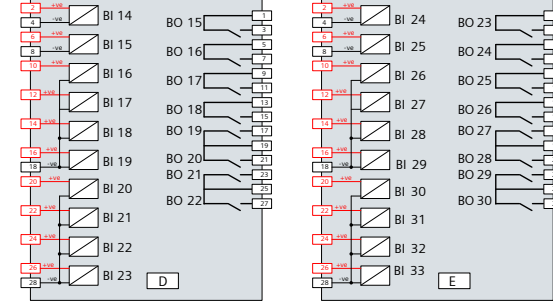 2 +ve BI 14 BO 15 1
4 -ve 3
6 +ve BI 15 BO 16 5
8 -ve 7
10 +ve BI 16 BO 17 9
11
12 +ve BI 17 BO 18 13
15
14 +ve BI 18 BO 19 17
19
16 +ve BI 19 BO 20 21
18 -ve BO 21 23
20 +ve BI 20 25
BO 22 27
22 +ve BI 21
24 +ve BI 22
26 +ve BI 23 D
28 -ve
2 +ve BI 24 BO 23
4 -ve
6 +ve BI 25 BO 24
8 -ve
10 +ve BI 26 BO 25
12 +ve BI 27 BO 26
14 +ve BI 28 BO 27
16 +ve BI 29 BO 28
18 -ve BO 29
20 +ve BI 30 BO 30
22 +ve BI 31
24 +ve BI 32
26 +ve BI 33 E
28 -ve